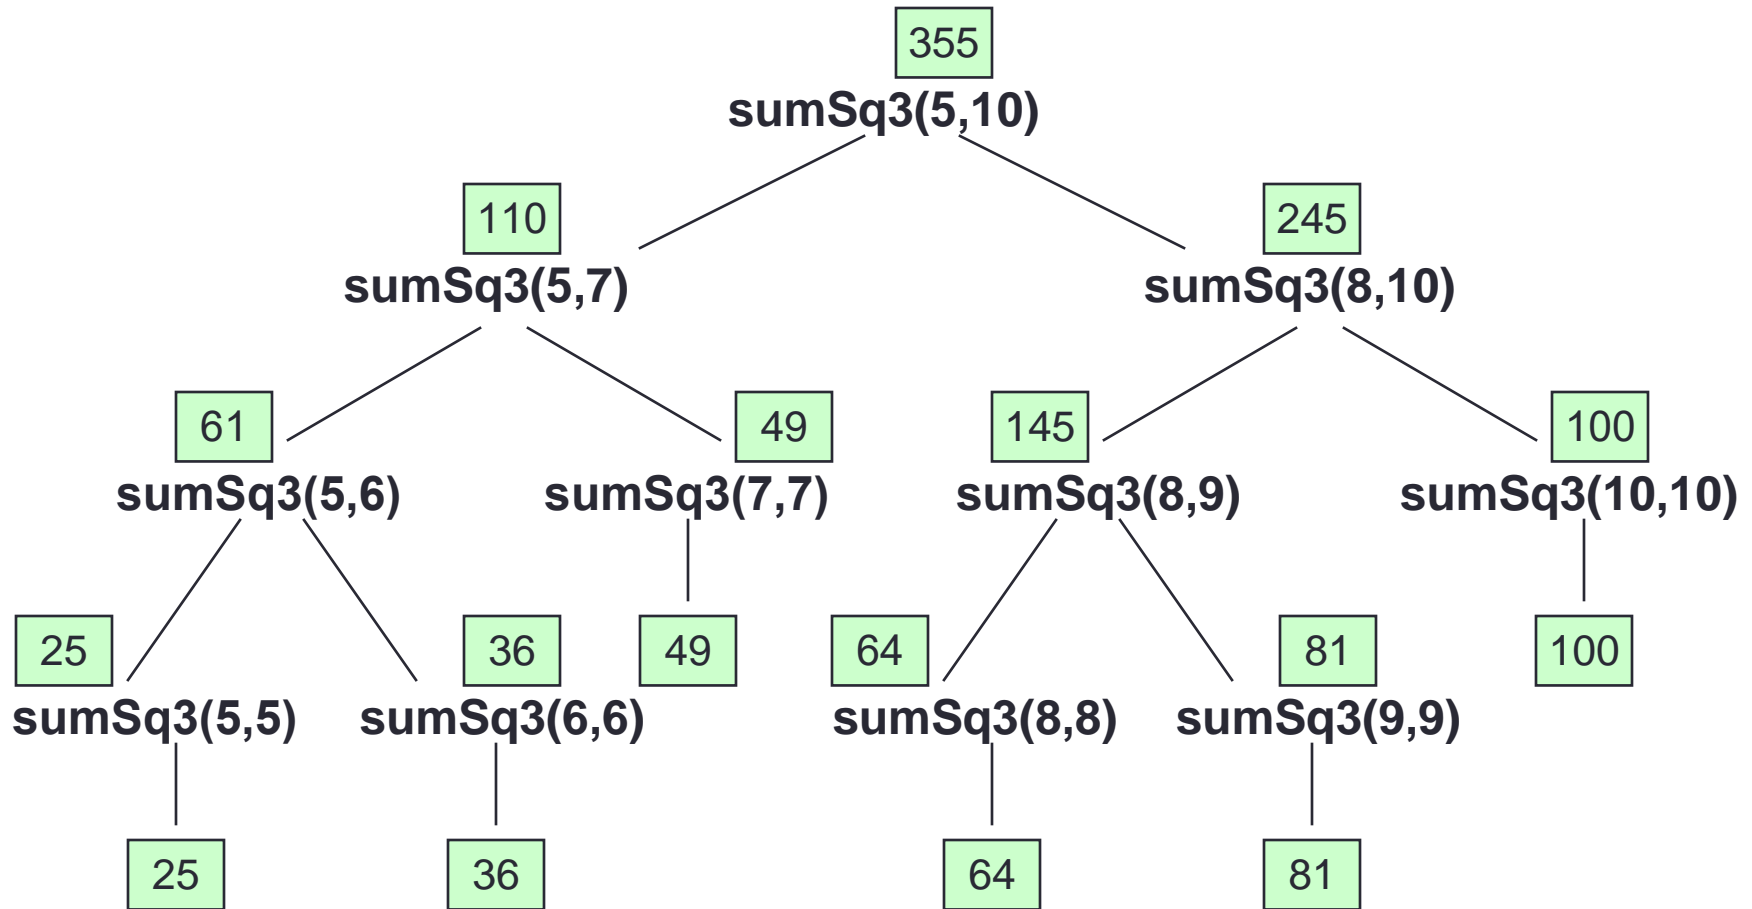 355
sumSq3(5,10)
110
245
sumSq3(5,7)
sumSq3(8,10)
61
49
145
100
sumSq3(5,6)
sumSq3(7,7)
sumSq3(8,9)
sumSq3(10,10)
25
36
49
64
81
100
sumSq3(5,5)
sumSq3(6,6)
sumSq3(8,8)
sumSq3(9,9)
25
36
64
81